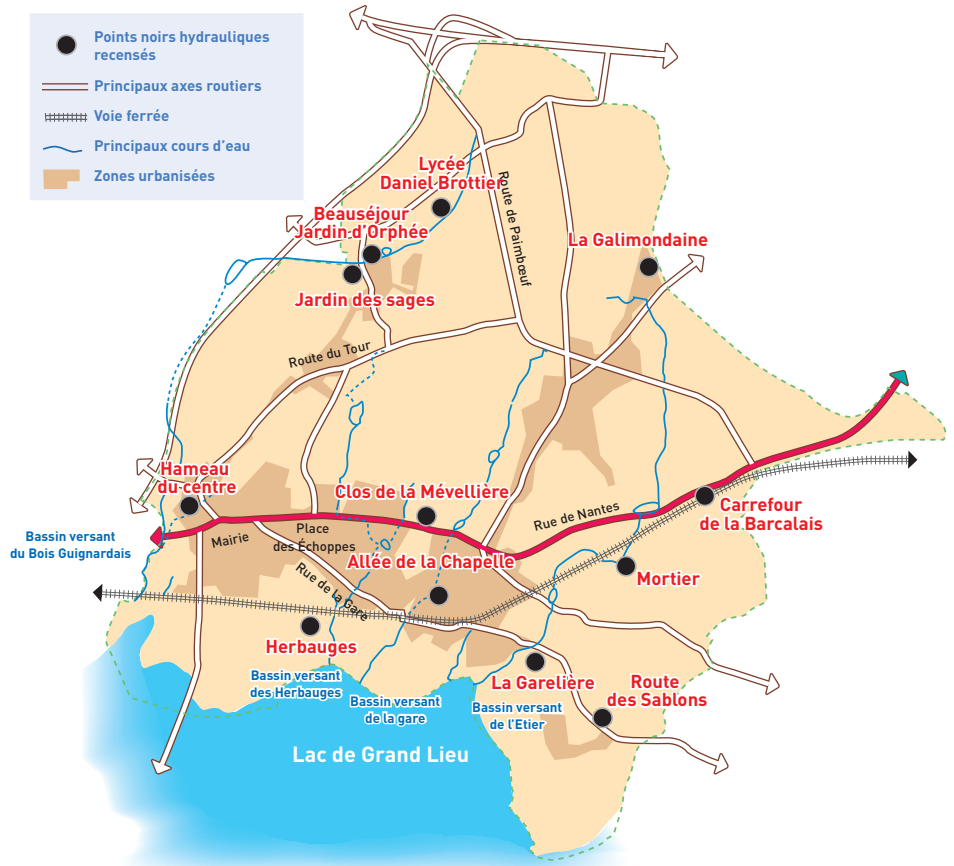 Points noirs hydrauliques
recensés
Principaux axes routiers
Voie ferrée
Principaux cours d'eau
Zones urbanisées
Lycée
Daniel Brottier
Route de Paimbœuf
Beauséjour
Jardin d'Orphée
La Galimondaine
Jardin des sages
Route du Tour
Hameau
du centre
Clos de la Mévellière
Rue de Nantes
Carrefour
de la Barcalais
Bassin versant
du Bois Guignardais
Mairie
Place
des Échoppes
Allée de la Chapelle
Mortier
Rue de la Gare
Herbauges
Bassin versant
des Herbauges
La Garelière
Route
des Sablons
Bassin versant
de la gare
Bassin versant
de l'Etier
Lac de Grand Lieu